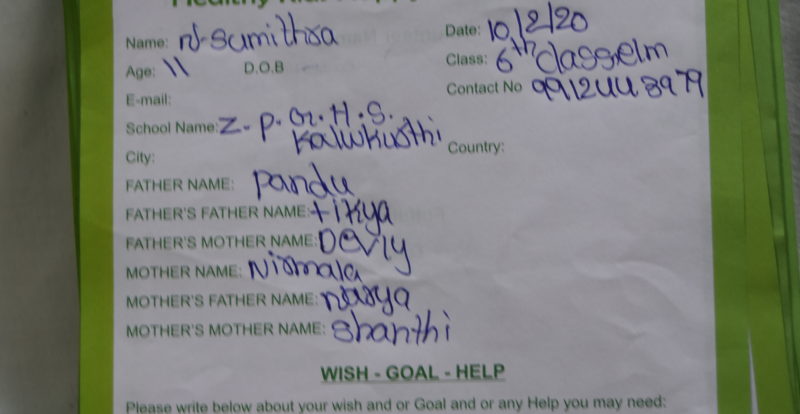 Name: N. Sumithra Date: 10/2/20
Age: 11 D.O.B Class: 6th class elm
E-mail: Contact No 9912443979
School Name: Z. P. G. H. S.
Kalwkurthi
City: Country:
FATHER NAME: Pandu
FATHER'S FATHER NAME: tikya
FATHER'S MOTHER NAME: Devly
MOTHER NAME: Nirmala
MOTHER'S FATHER NAME: narya
MOTHER'S MOTHER NAME: Shanthi
WISH - GOAL - HELP
Please write below about your wish and or Goal and or any Help you may need: